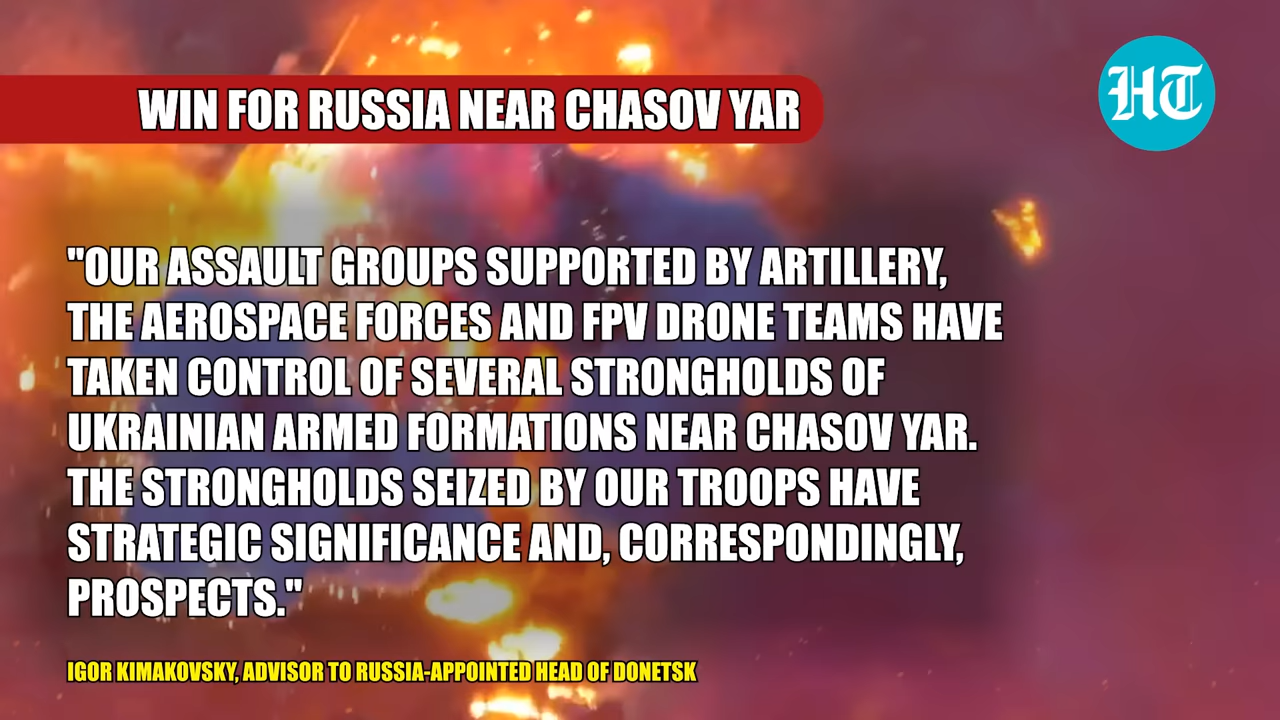 WIN FOR RUSSIA NEAR CHASOV YAR
HT
"OUR ASSAULT GROUPS SUPPORTED BY ARTILLERY,
THE AEROSPACE FORCES AND FPV DRONE TEAMS HAVE
TAKEN CONTROL OF SEVERAL STRONGHOLDS OF
UKRAINIAN ARMED FORMATIONS NEAR CHASOV YAR.
THE STRONGHOLDS SEIZED BY OUR TROOPS HAVE
STRATEGIC SIGNIFICANCE AND, CORRESPONDINGLY,
PROSPECTS."
IGOR KIMAKOVSKY, ADVISOR TO RUSSIA-APPOINTED HEAD OF DONETSK